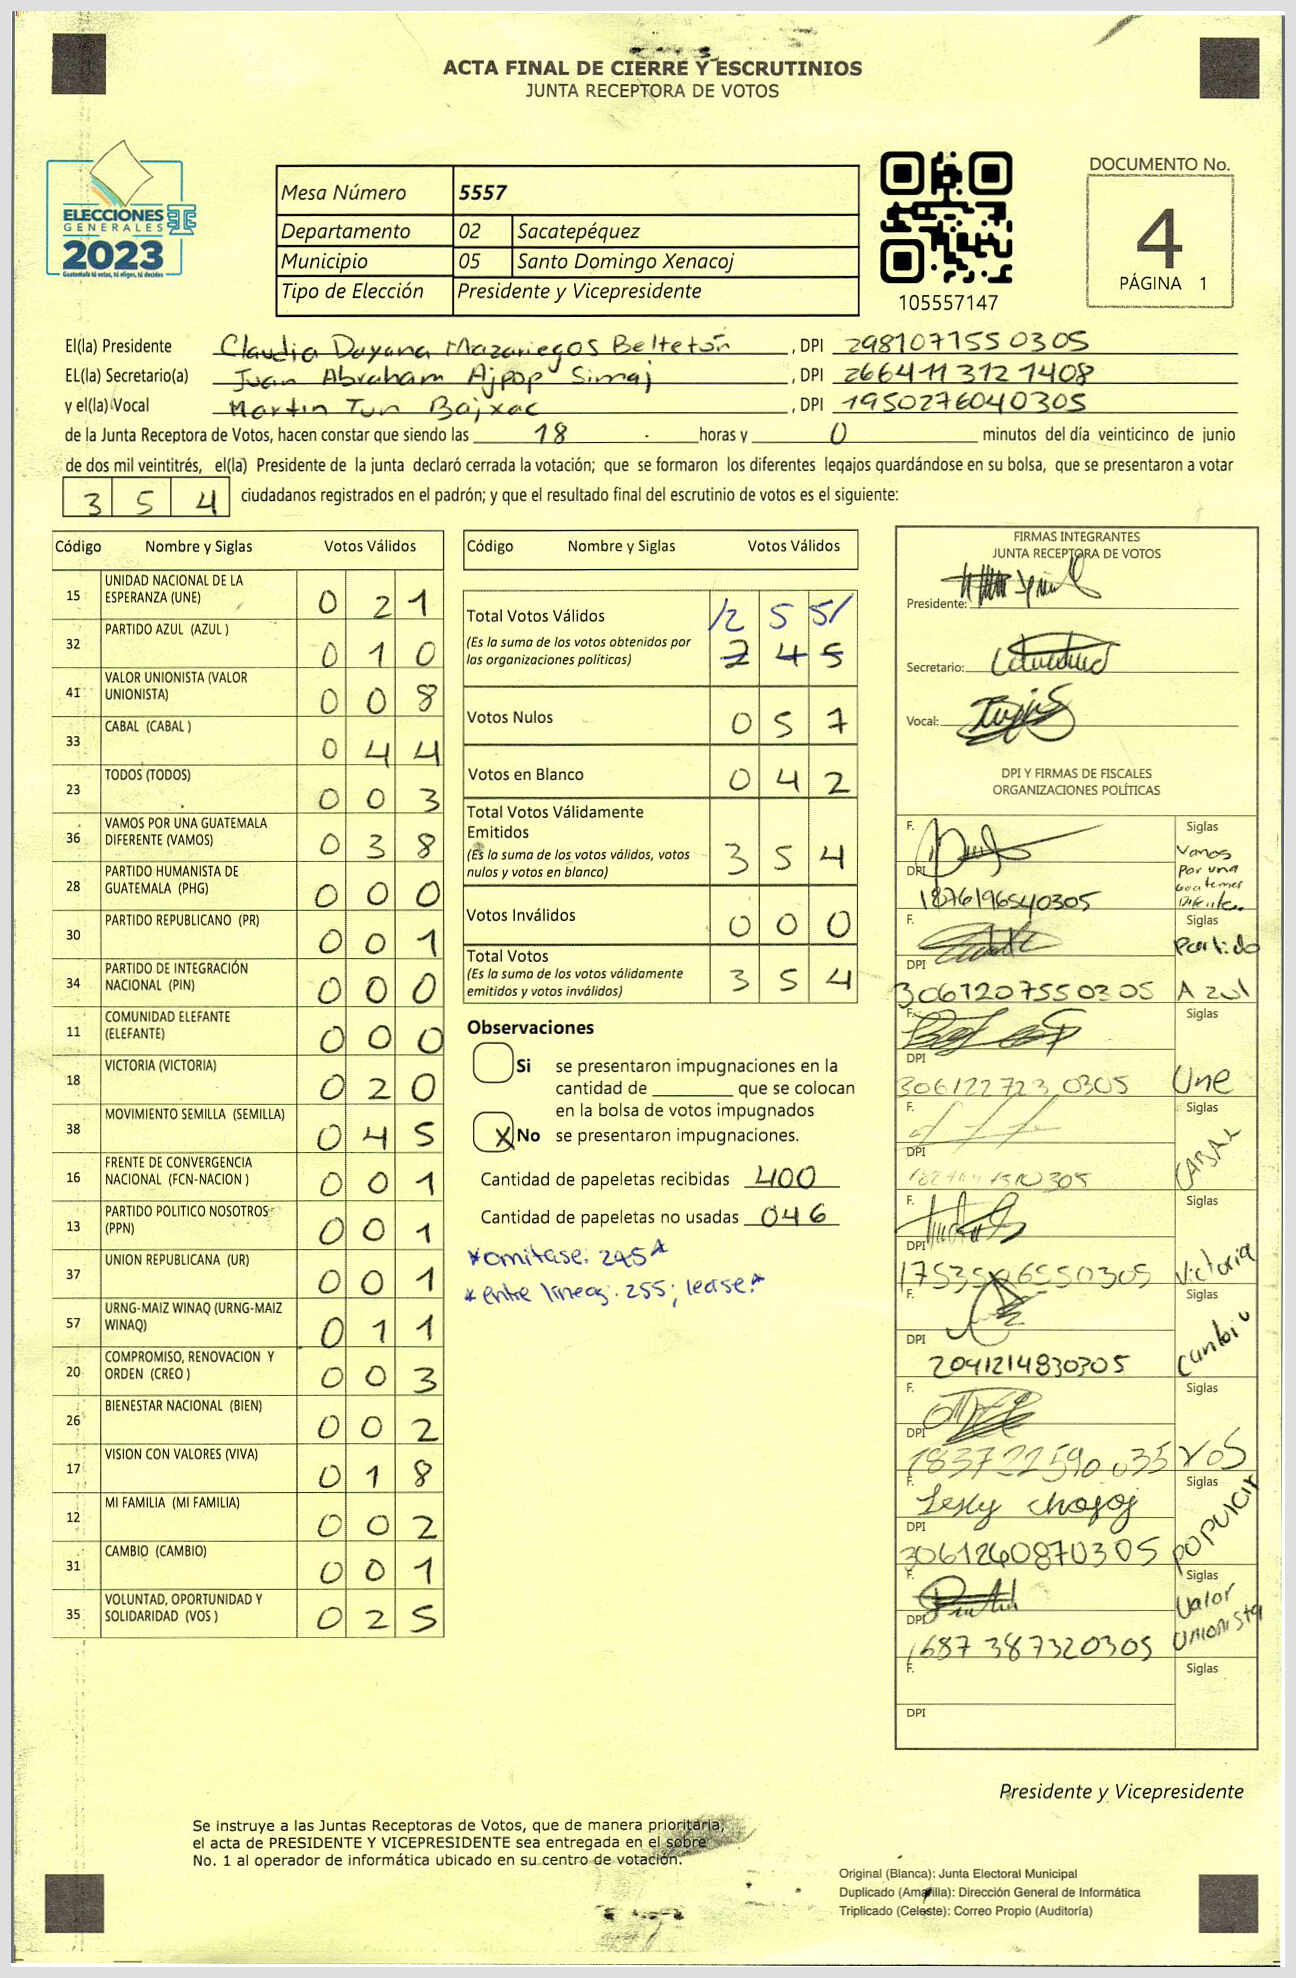 ACTA FINAL DE CIERRE Y ESCRUTINIOS
JUNTA RECEPTORA DE VOTOS
ELECCIONES
GENERALES
2023
Guatemala tú votas, tú eliges, tú decides
Mesa Número 5557
Departamento 02 Sacatepéquez
Municipio 05 Santo Domingo Xenacoj
Tipo de Elección Presidente y Vicepresidente
105557147
DOCUMENTO No.
4
PÁGINA 1
El(la) Presidente Claudia Dayana Mazariegos Beltetón, DPI 2981071550305
EL(la) Secretario(a) Juan Abraham Ajpop Simaj, DPI 2664113121408
y el(la) Vocal Martin Tun Bajxac, DPI 1950276040305
de la Junta Receptora de Votos, hacen constar que siendo las 18 horas y 0 minutos del día veinticinco de junio
de dos mil veintitrés, el(la) Presidente de la junta declaró cerrada la votación; que se formaron los diferentes legajos guardándose en su bolsa, que se presentaron a votar
3 5 4 ciudadanos registrados en el padrón; y que el resultado final del escrutinio de votos es el siguiente:
Código Nombre y Siglas Votos Válidos
15 UNIDAD NACIONAL DE LA ESPERANZA (UNE) 0 2 1
32 PARTIDO AZUL (AZUL ) 0 1 0
41 VALOR UNIONISTA (VALOR UNIONISTA) 0 0 8
33 CABAL (CABAL ) 0 4 4
23 TODOS (TODOS) 0 0 3
36 VAMOS POR UNA GUATEMALA DIFERENTE (VAMOS) 0 3 8
28 PARTIDO HUMANISTA DE GUATEMALA (PHG) 0 0 0
30 PARTIDO REPUBLICANO (PR) 0 0 1
34 PARTIDO DE INTEGRACIÓN NACIONAL (PIN) 0 0 0
11 COMUNIDAD ELEFANTE (ELEFANTE) 0 0 0
18 VICTORIA (VICTORIA) 0 2 0
38 MOVIMIENTO SEMILLA (SEMILLA) 0 4 5
16 FRENTE DE CONVERGENCIA NACIONAL (FCN-NACION ) 0 0 1
13 PARTIDO POLITICO NOSOTROS (PPN) 0 0 1
37 UNION REPUBLICANA (UR) 0 0 1
57 URNG-MAIZ WINAQ (URNG-MAIZ WINAQ) 0 1 1
20 COMPROMISO, RENOVACION Y ORDEN (CREO ) 0 0 3
26 BIENESTAR NACIONAL (BIEN) 0 0 2
17 VISION CON VALORES (VIVA) 0 1 8
12 MI FAMILIA (MI FAMILIA) 0 0 2
31 CAMBIO (CAMBIO) 0 0 1
35 VOLUNTAD, OPORTUNIDAD Y SOLIDARIDAD (VOS ) 0 2 5
Código Nombre y Siglas Votos Válidos
Total Votos Válidos /2 5 5/
(Es la suma de los votos obtenidos por las organizaciones políticas) 2 4 5
Votos Nulos 0 5 7
Votos en Blanco 0 4 2
Total Votos Válidamente Emitidos
(Es la suma de los votos válidos, votos nulos y votos en blanco) 3 5 4
Votos Inválidos 0 0 0
Total Votos
(Es la suma de los votos válidamente emitidos y votos inválidos) 3 5 4
Observaciones
Si se presentaron impugnaciones en la
cantidad de ________ que se colocan
en la bolsa de votos impugnados
X No se presentaron impugnaciones.
Cantidad de papeletas recibidas 400
Cantidad de papeletas no usadas 046
*omitase. 245*
*entre lineas. 255; lease.*
FIRMAS INTEGRANTES
JUNTA RECEPTORA DE VOTOS
Presidente:
Secretario:
Vocal:
DPI Y FIRMAS DE FISCALES
ORGANIZACIONES POLÍTICAS
F. Siglas
DPI 1876196540305 Vamos por una
F. Siglas
DPI 3061207550305 Partido Azul
F. Siglas
DPI 3061227230305 Une
F. Siglas
DPI CABAL
F. Siglas
DPI Victoria
F. Siglas
DPI 2041214830305 Cambio
F. Siglas
DPI VOS
F. Lesly Chojoj Siglas
DPI 3061260870305 POPULAR
F. Siglas
DPI 1687387320305 Valor Unionista
F. Siglas
DPI
Presidente y Vicepresidente
Se instruye a las Juntas Receptoras de Votos, que de manera prioritaria,
el acta de PRESIDENTE Y VICEPRESIDENTE sea entregada en el sobre
No. 1 al operador de informática ubicado en su centro de votación.
Original (Blanca): Junta Electoral Municipal
Duplicado (Amarilla): Dirección General de Informática
Triplicado (Celeste): Correo Propio (Auditoría)